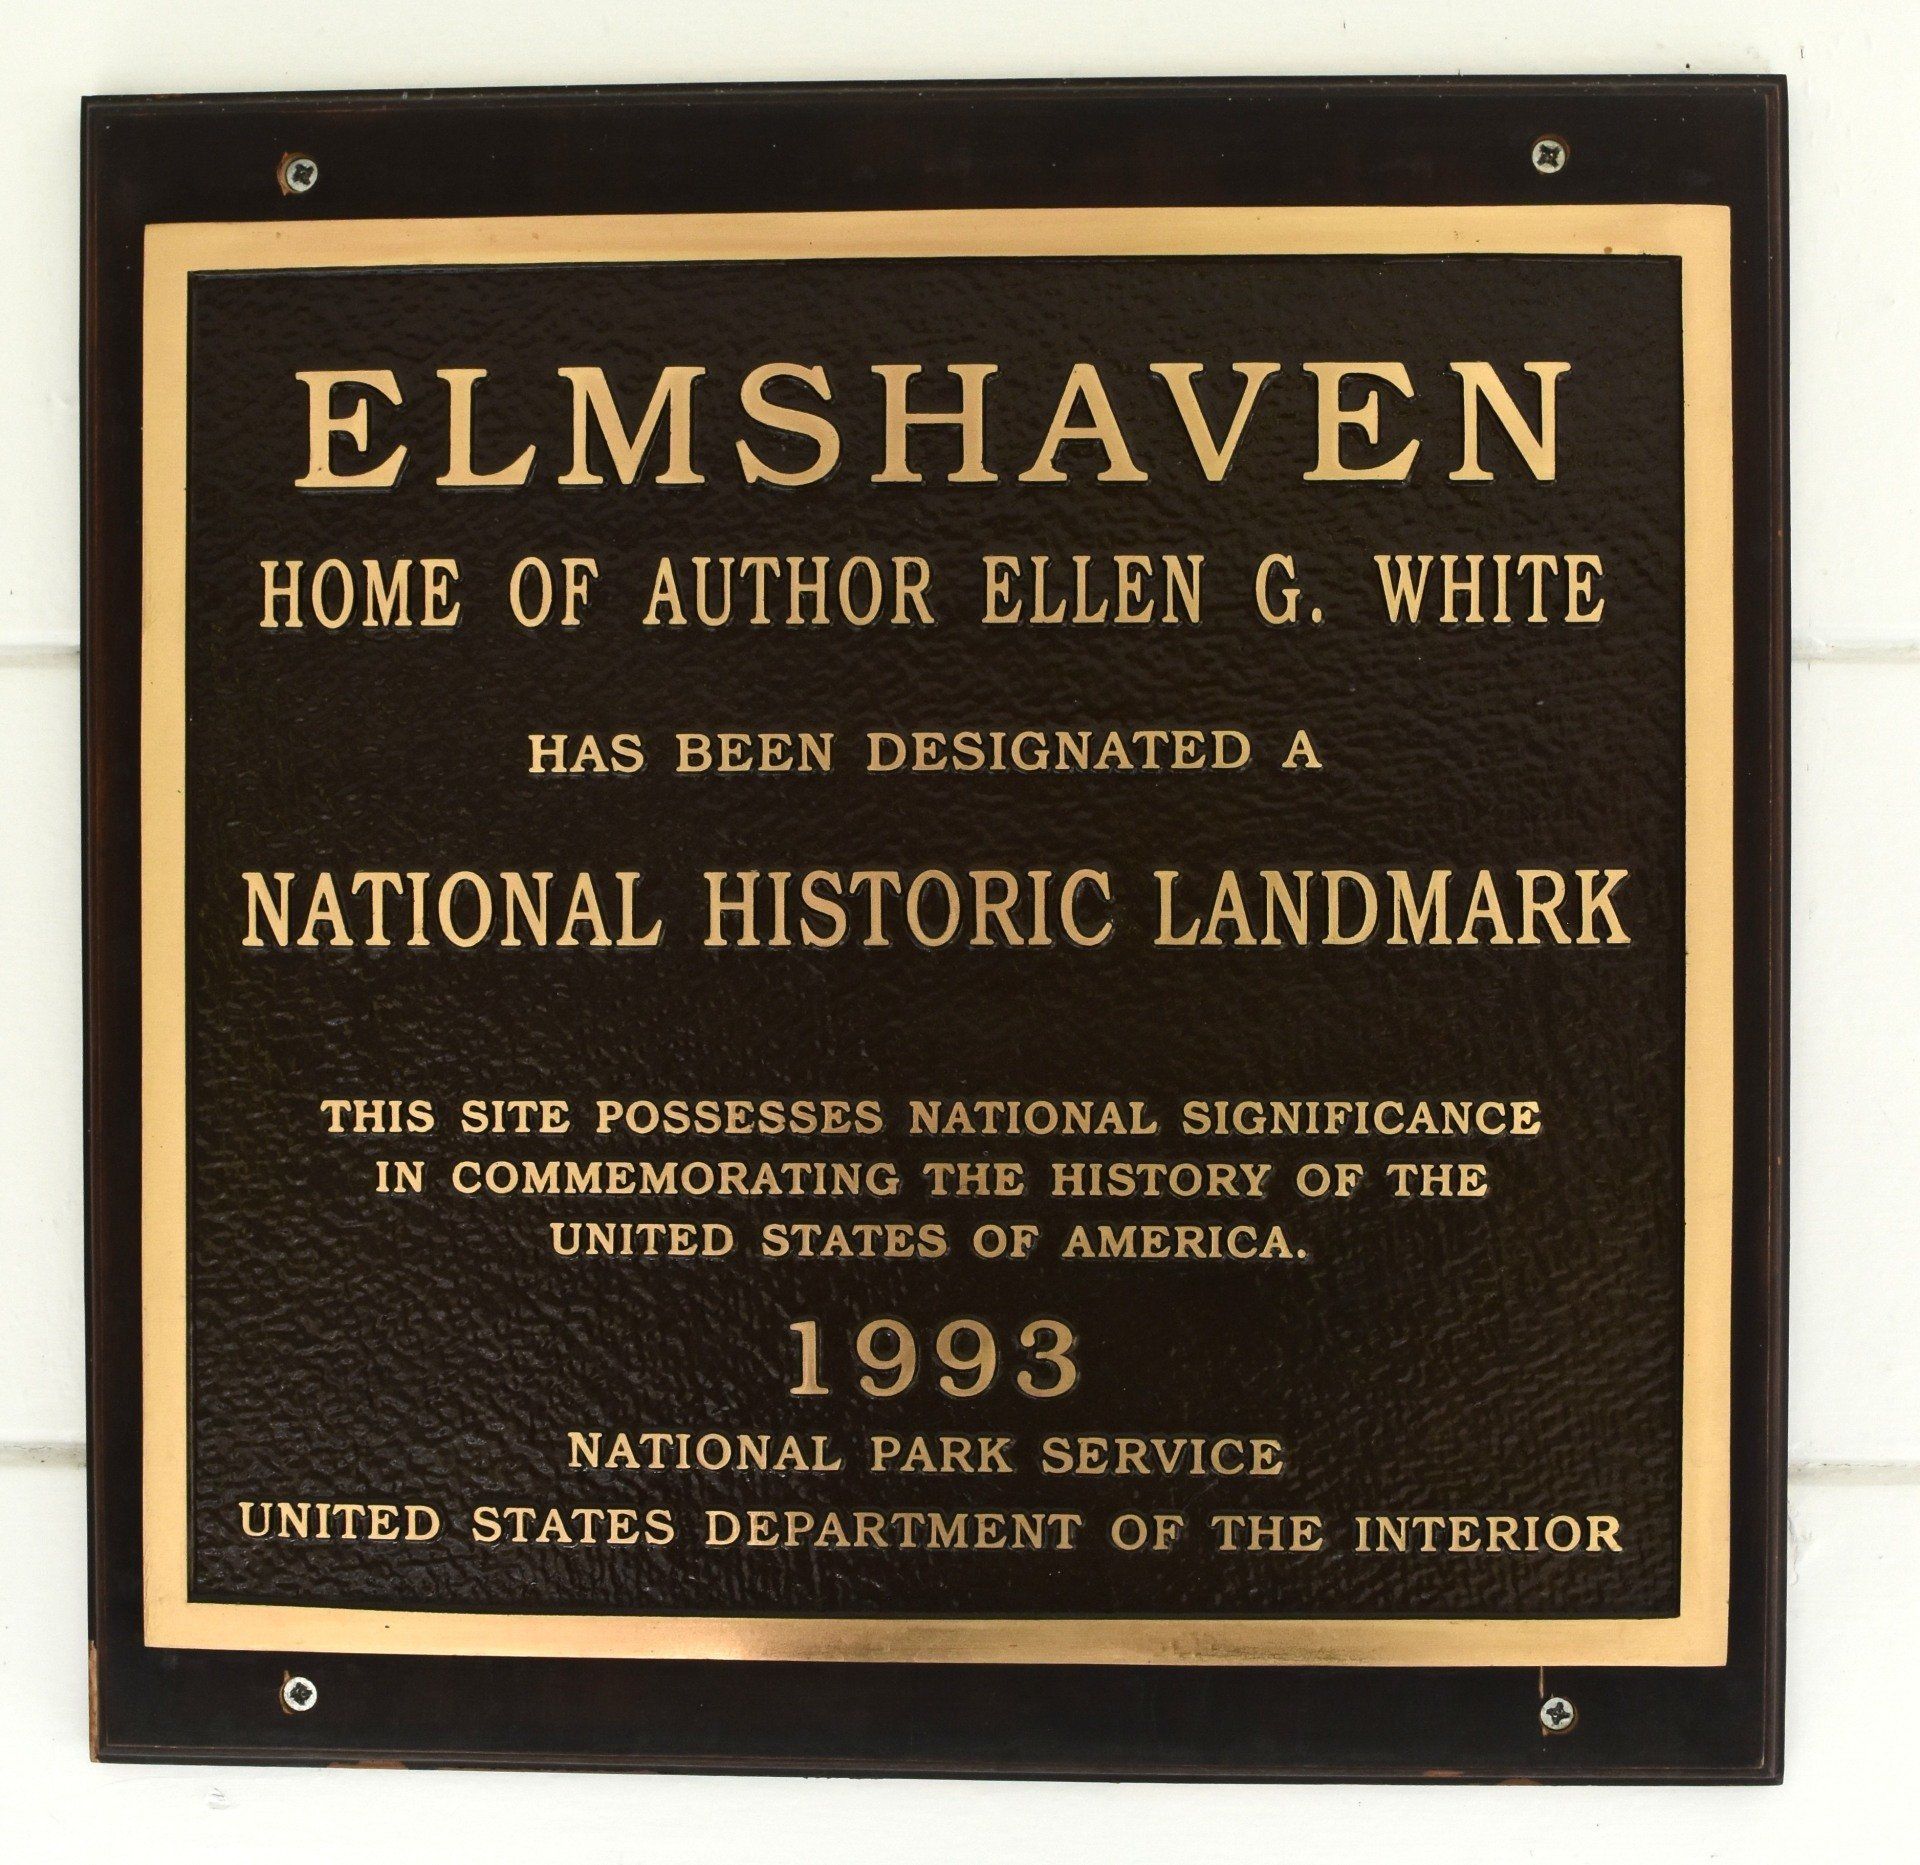 ELMSHAVEN
HOME OF AUTHOR ELLEN G. WHITE
HAS BEEN DESIGNATED A
NATIONAL HISTORIC LANDMARK
THIS SITE POSSESSES NATIONAL SIGNIFICANCE
IN COMMEMORATING THE HISTORY OF THE
UNITED STATES OF AMERICA.
1993
NATIONAL PARK SERVICE
UNITED STATES DEPARTMENT OF THE INTERIOR